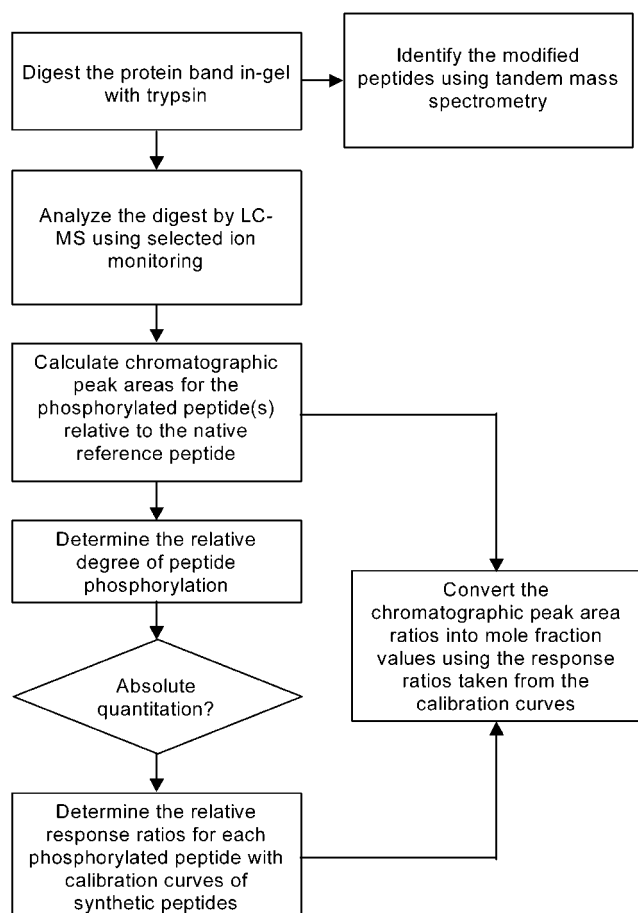 Digest the protein band in-gel
with trypsin
Identify the modified
peptides using tandem mass
spectrometry
Analyze the digest by LC-
MS using selected ion
monitoring
Calculate chromatographic
peak areas for the
phosphorylated peptide(s)
relative to the native
reference peptide
Determine the relative
degree of peptide
phosphorylation
Convert the
chromatographic peak area
ratios into mole fraction
values using the response
ratios taken from the
calibration curves
Absolute
quantitation?
Determine the relative
response ratios for each
phosphorylated peptide with
calibration curves of
synthetic peptides